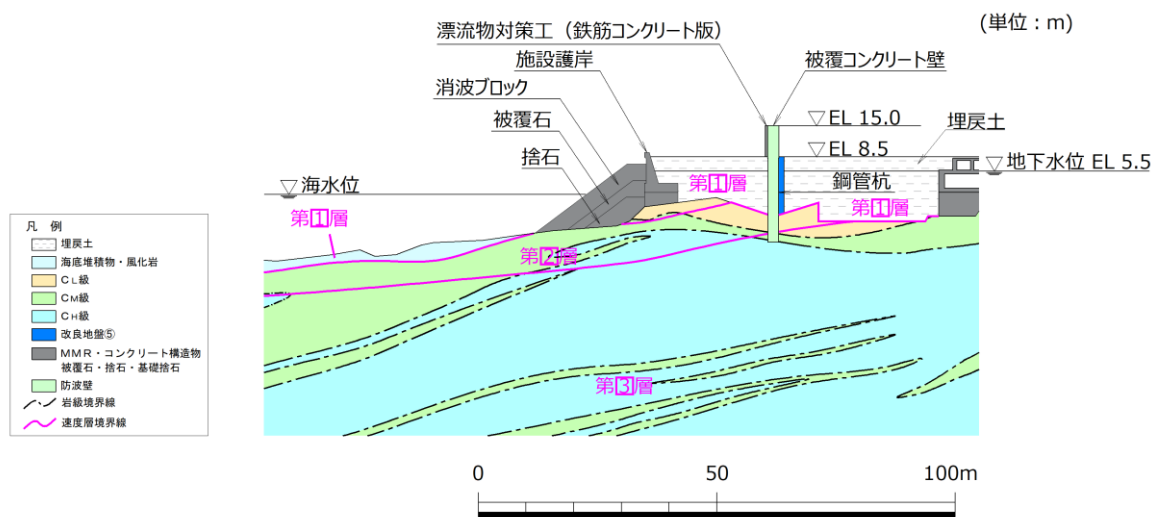 (単位：m)
漂流物対策工（鉄筋コンクリート版）
施設護岸
被覆コンクリート壁
消波ブロック
被覆石
捨石
▽EL 15.0
埋戻土
▽EL 8.5
▽地下水位 EL 5.5
▽海水位
鋼管杭
第1層
第1層
第1層
第2層
第3層
凡　例
埋戻土
海底堆積物・風化岩
CL級
CM級
CH級
改良地盤⑤
MMR・コンクリート構造物
被覆石・捨石・基礎捨石
防波壁
岩級境界線
速度層境界線
0 50 100m